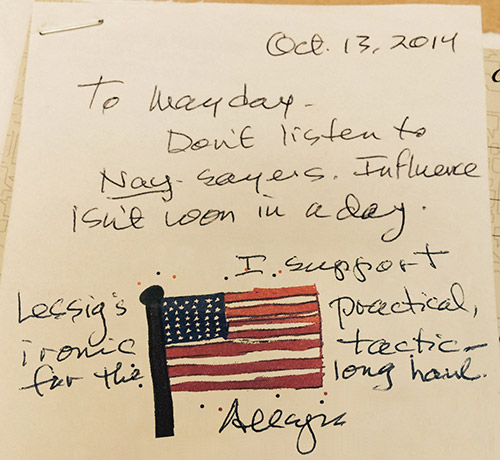 Oct. 13, 2014
To Mayday -
Don't listen to
Nay-sayers. Influence
isn't won in a day.
I support
Lessig's practical,
ironic tactic -
for the long haul.